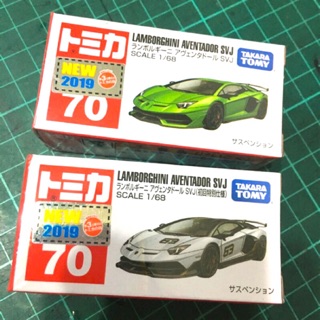 トミカ
LAMBORGHINI AVENTADOR SVJ
ランボルギーニ アヴェンタドール SVJ
SCALE 1/68
TAKARA
TOMY
NEW
2019
70
サスペンション
トミカ
LAMBORGHINI AVENTADOR SVJ
ランボルギーニ アヴェンタドール SVJ(初回特別仕様)
SCALE 1/68
TAKARA
TOMY
NEW
2019
70
63
サスペンション